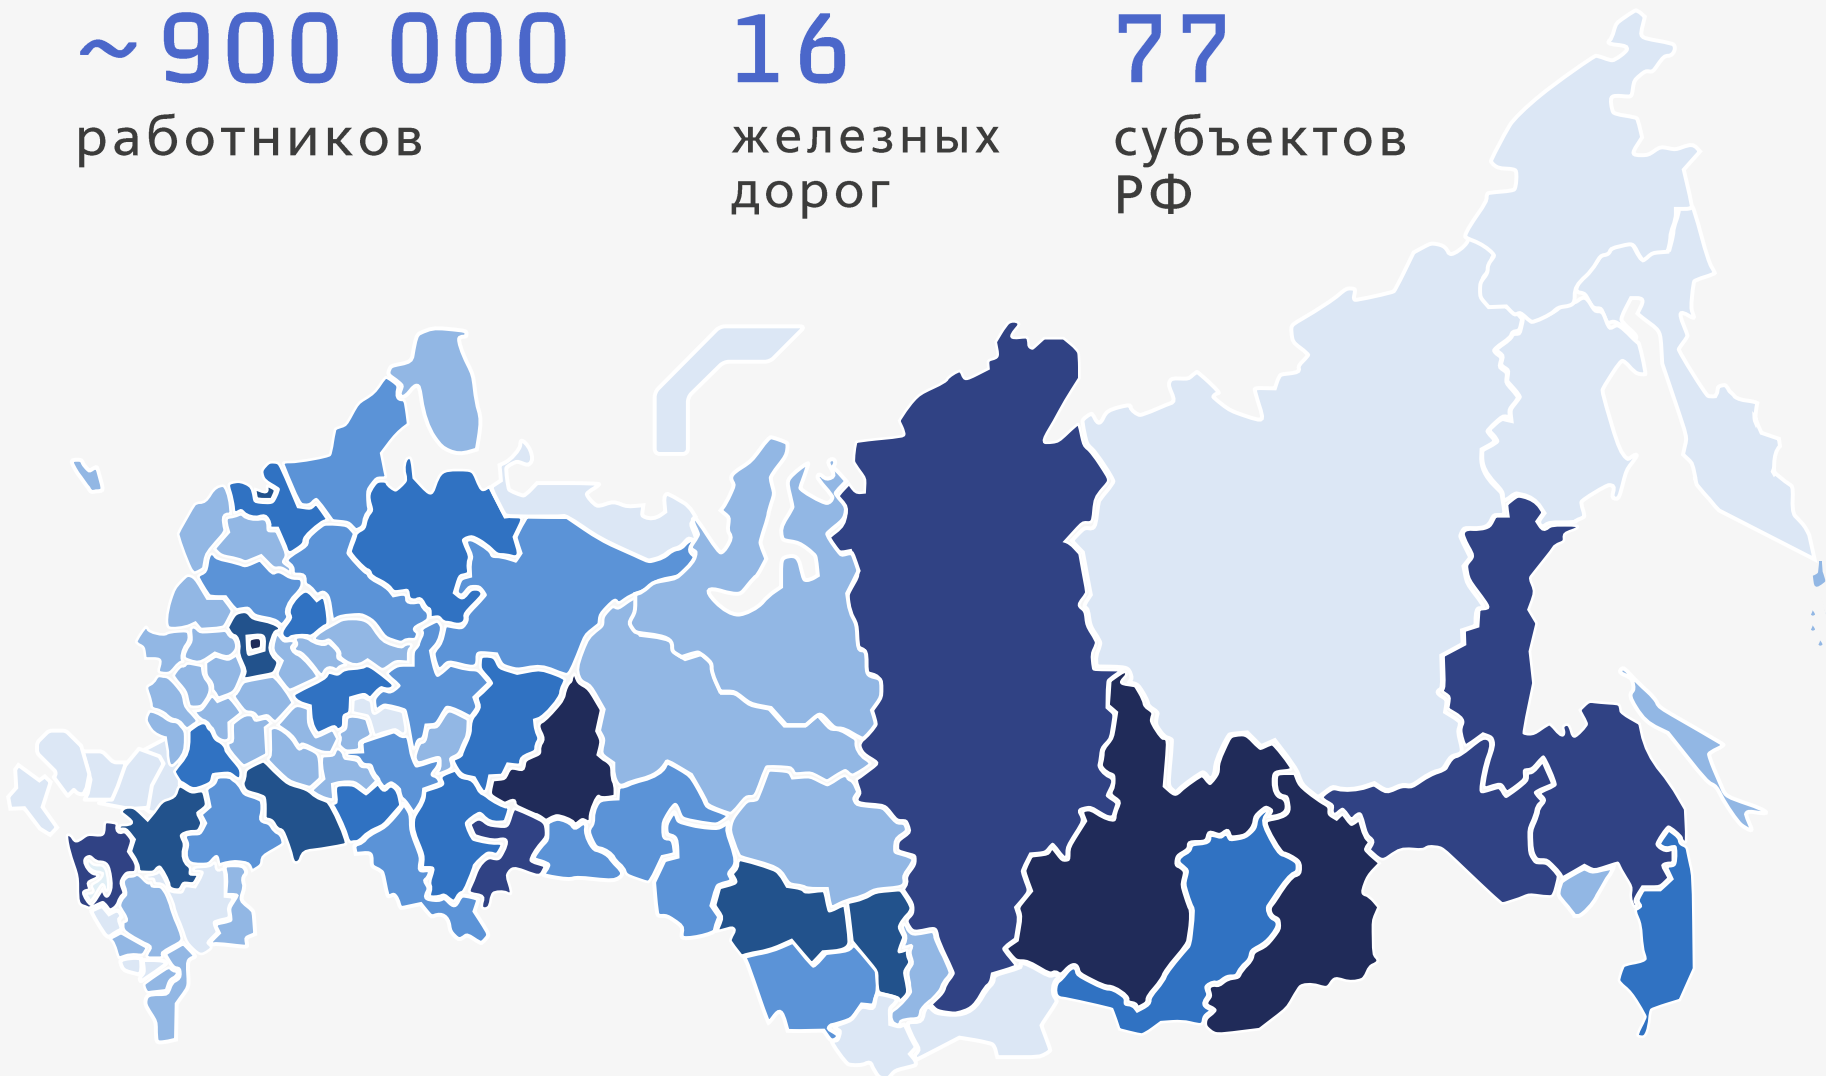 ~900 000
работников
16
железных
дорог
77
субъектов
РФ